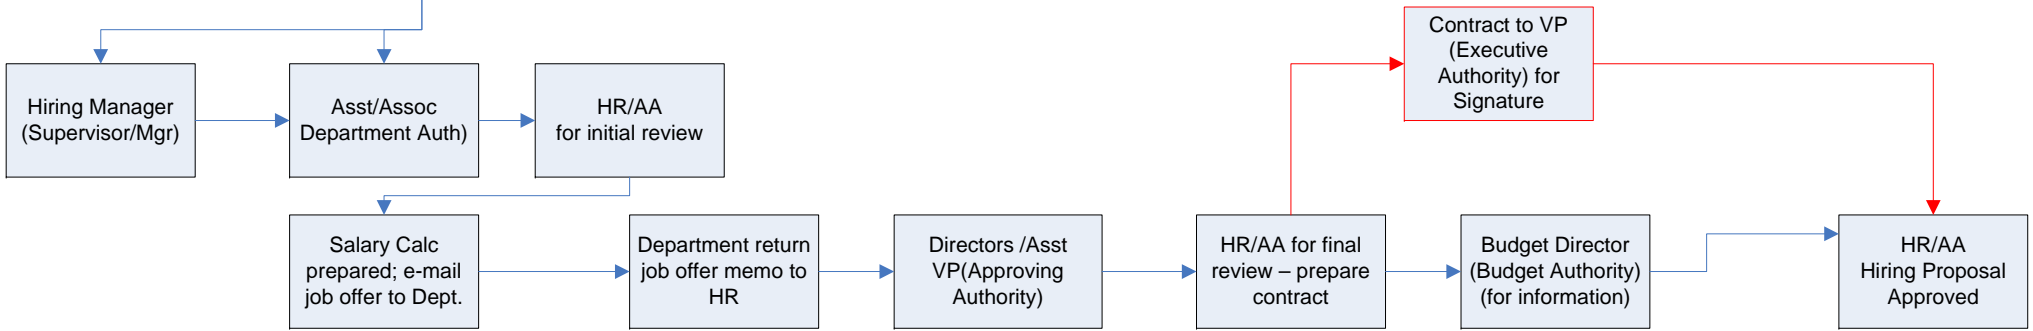 Contract to VP
(Executive
Authority) for
Signature
Hiring Manager
(Supervisor/Mgr)
Asst/Assoc
Department Auth)
HR/AA
for initial review
Salary Calc
prepared; e-mail
job offer to Dept.
Department return
job offer memo to
HR
Directors /Asst
VP(Approving
Authority)
HR/AA for final
review – prepare
contract
Budget Director
(Budget Authority)
(for information)
HR/AA
Hiring Proposal
Approved